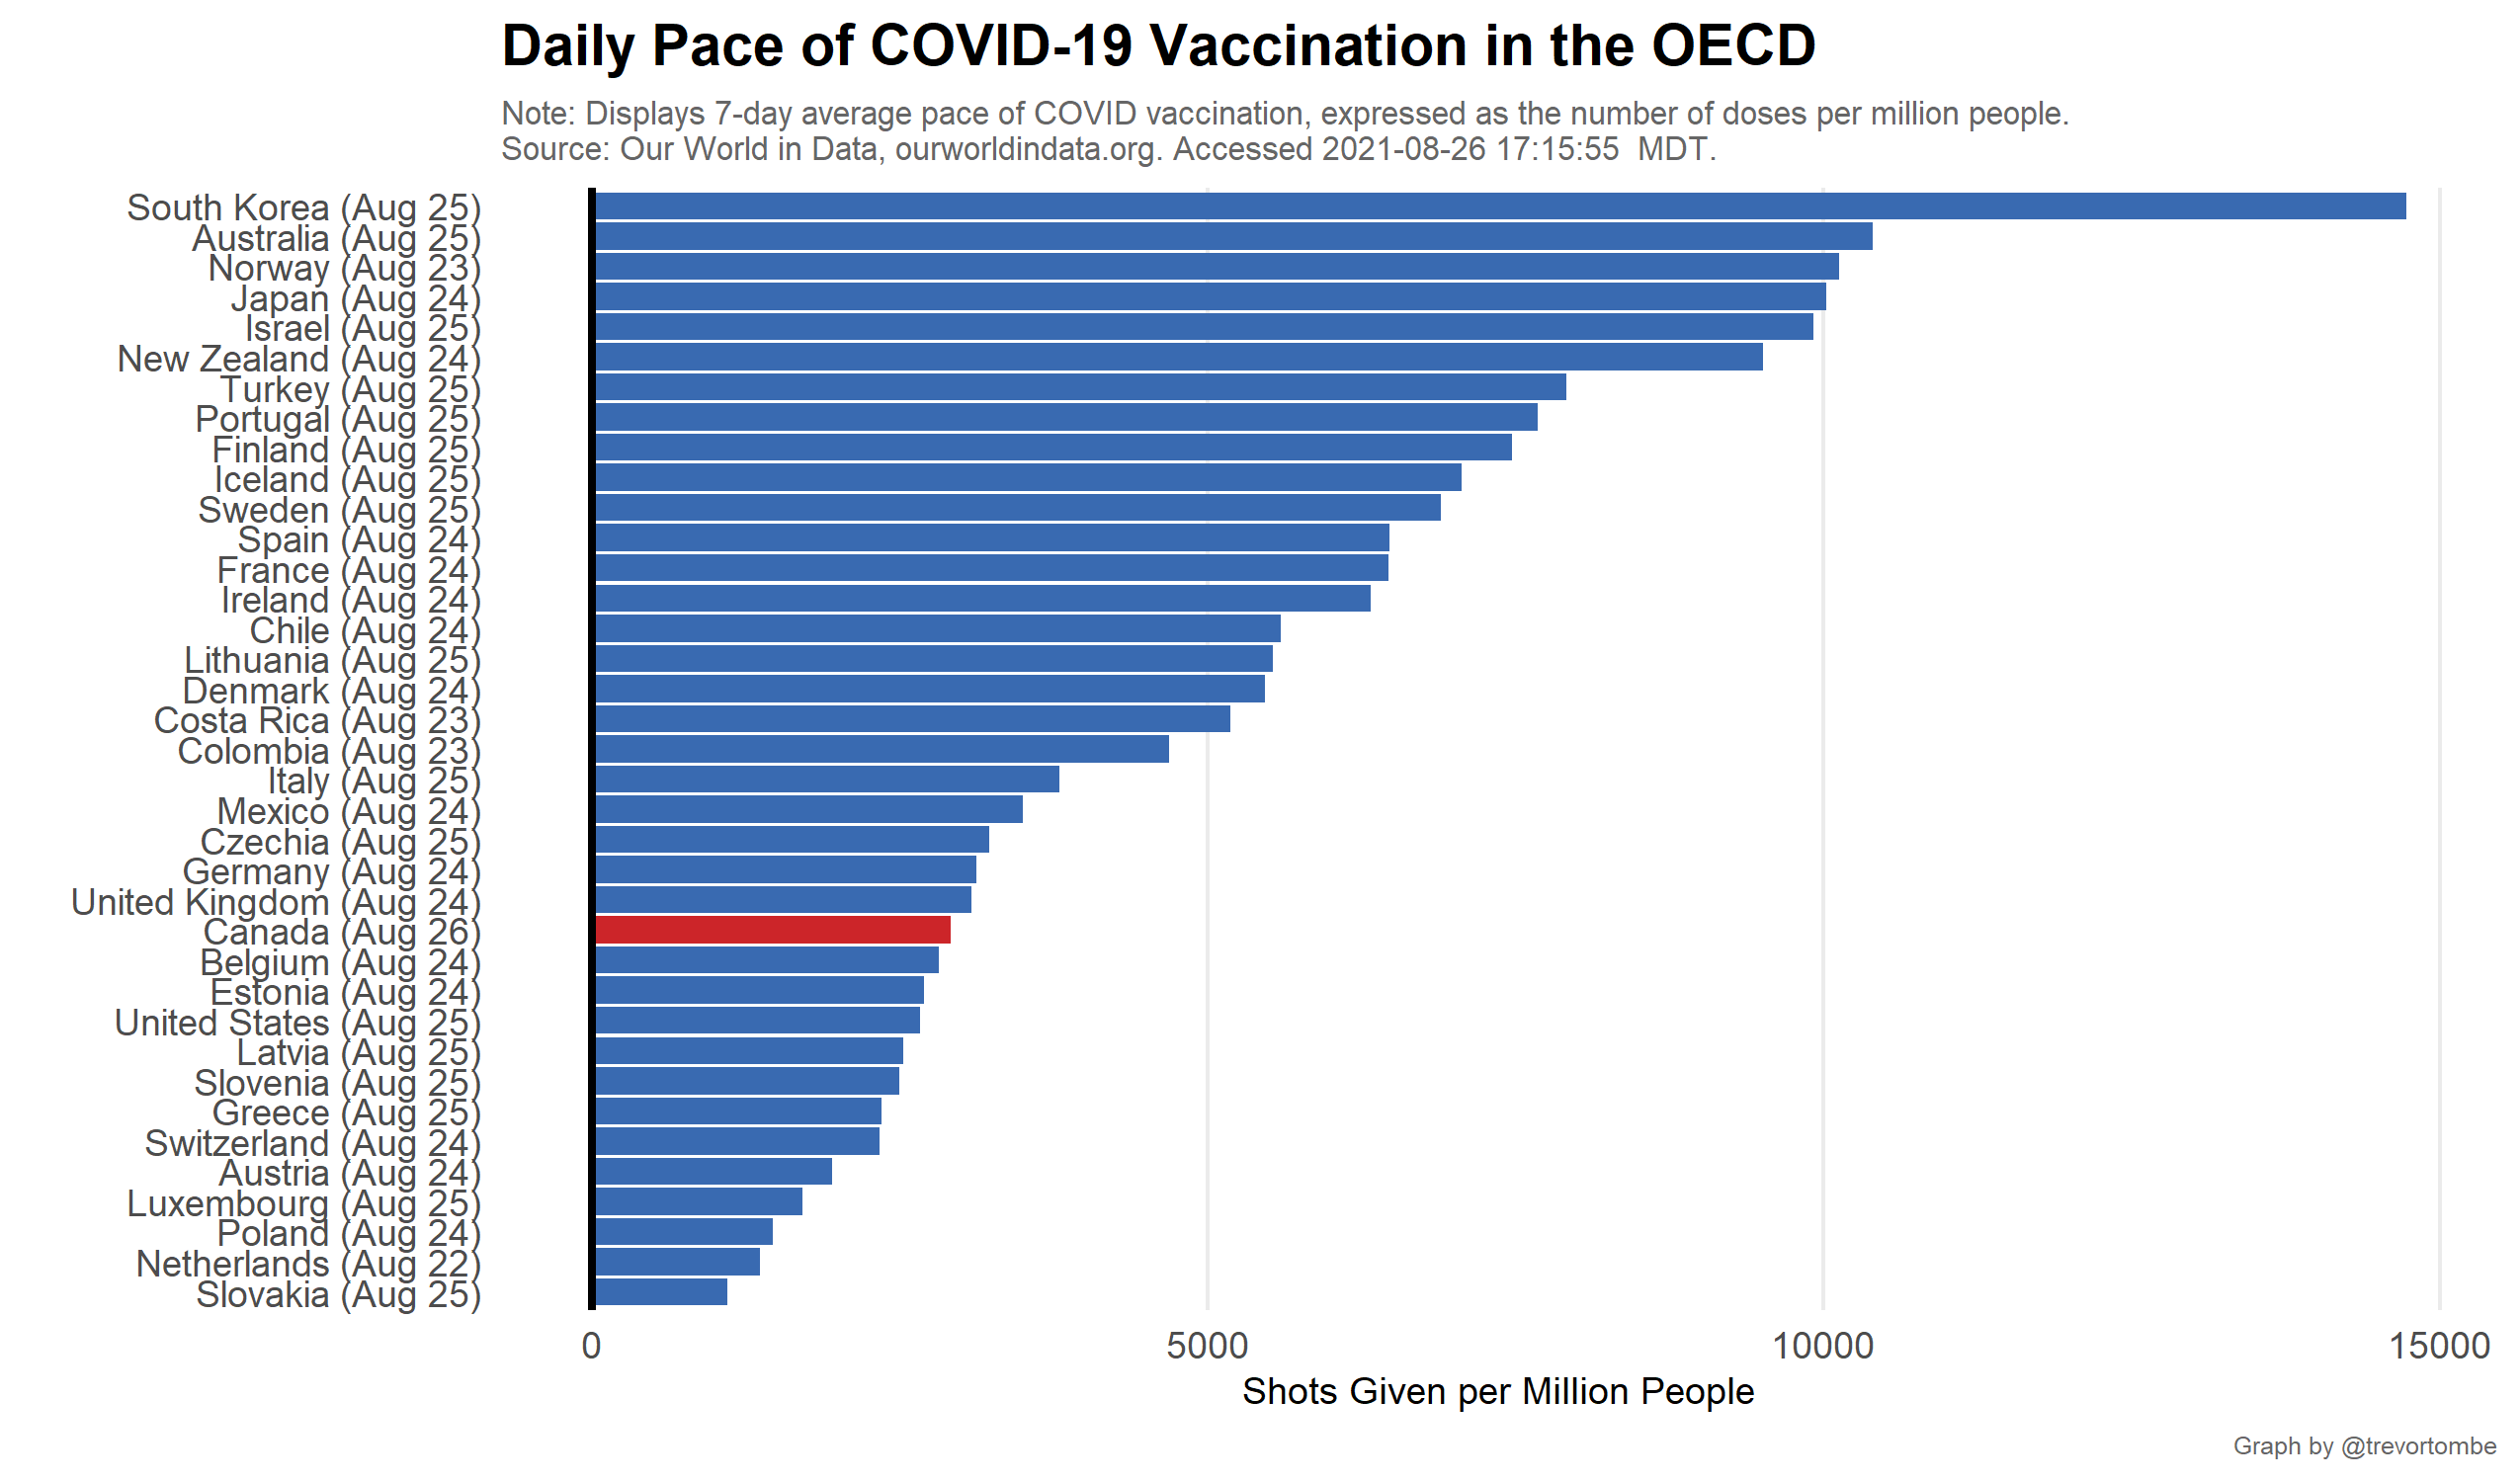 Daily Pace of COVID-19 Vaccination in the OECD
Note: Displays 7-day average pace of COVID vaccination, expressed as the number of doses per million people.
Source: Our World in Data, ourworldindata.org. Accessed 2021-08-26 17:15:55  MDT.
South Korea (Aug 25)
Australia (Aug 25)
Norway (Aug 23)
Japan (Aug 24)
Israel (Aug 25)
New Zealand (Aug 24)
Turkey (Aug 25)
Portugal (Aug 25)
Finland (Aug 25)
Iceland (Aug 25)
Sweden (Aug 25)
Spain (Aug 24)
France (Aug 24)
Ireland (Aug 24)
Chile (Aug 24)
Lithuania (Aug 25)
Denmark (Aug 24)
Costa Rica (Aug 23)
Colombia (Aug 23)
Italy (Aug 25)
Mexico (Aug 24)
Czechia (Aug 25)
Germany (Aug 24)
United Kingdom (Aug 24)
Canada (Aug 26)
Belgium (Aug 24)
Estonia (Aug 24)
United States (Aug 25)
Latvia (Aug 25)
Slovenia (Aug 25)
Greece (Aug 25)
Switzerland (Aug 24)
Austria (Aug 24)
Luxembourg (Aug 25)
Poland (Aug 24)
Netherlands (Aug 22)
Slovakia (Aug 25)
0 5000 10000 15000
Shots Given per Million People
Graph by @trevortombe